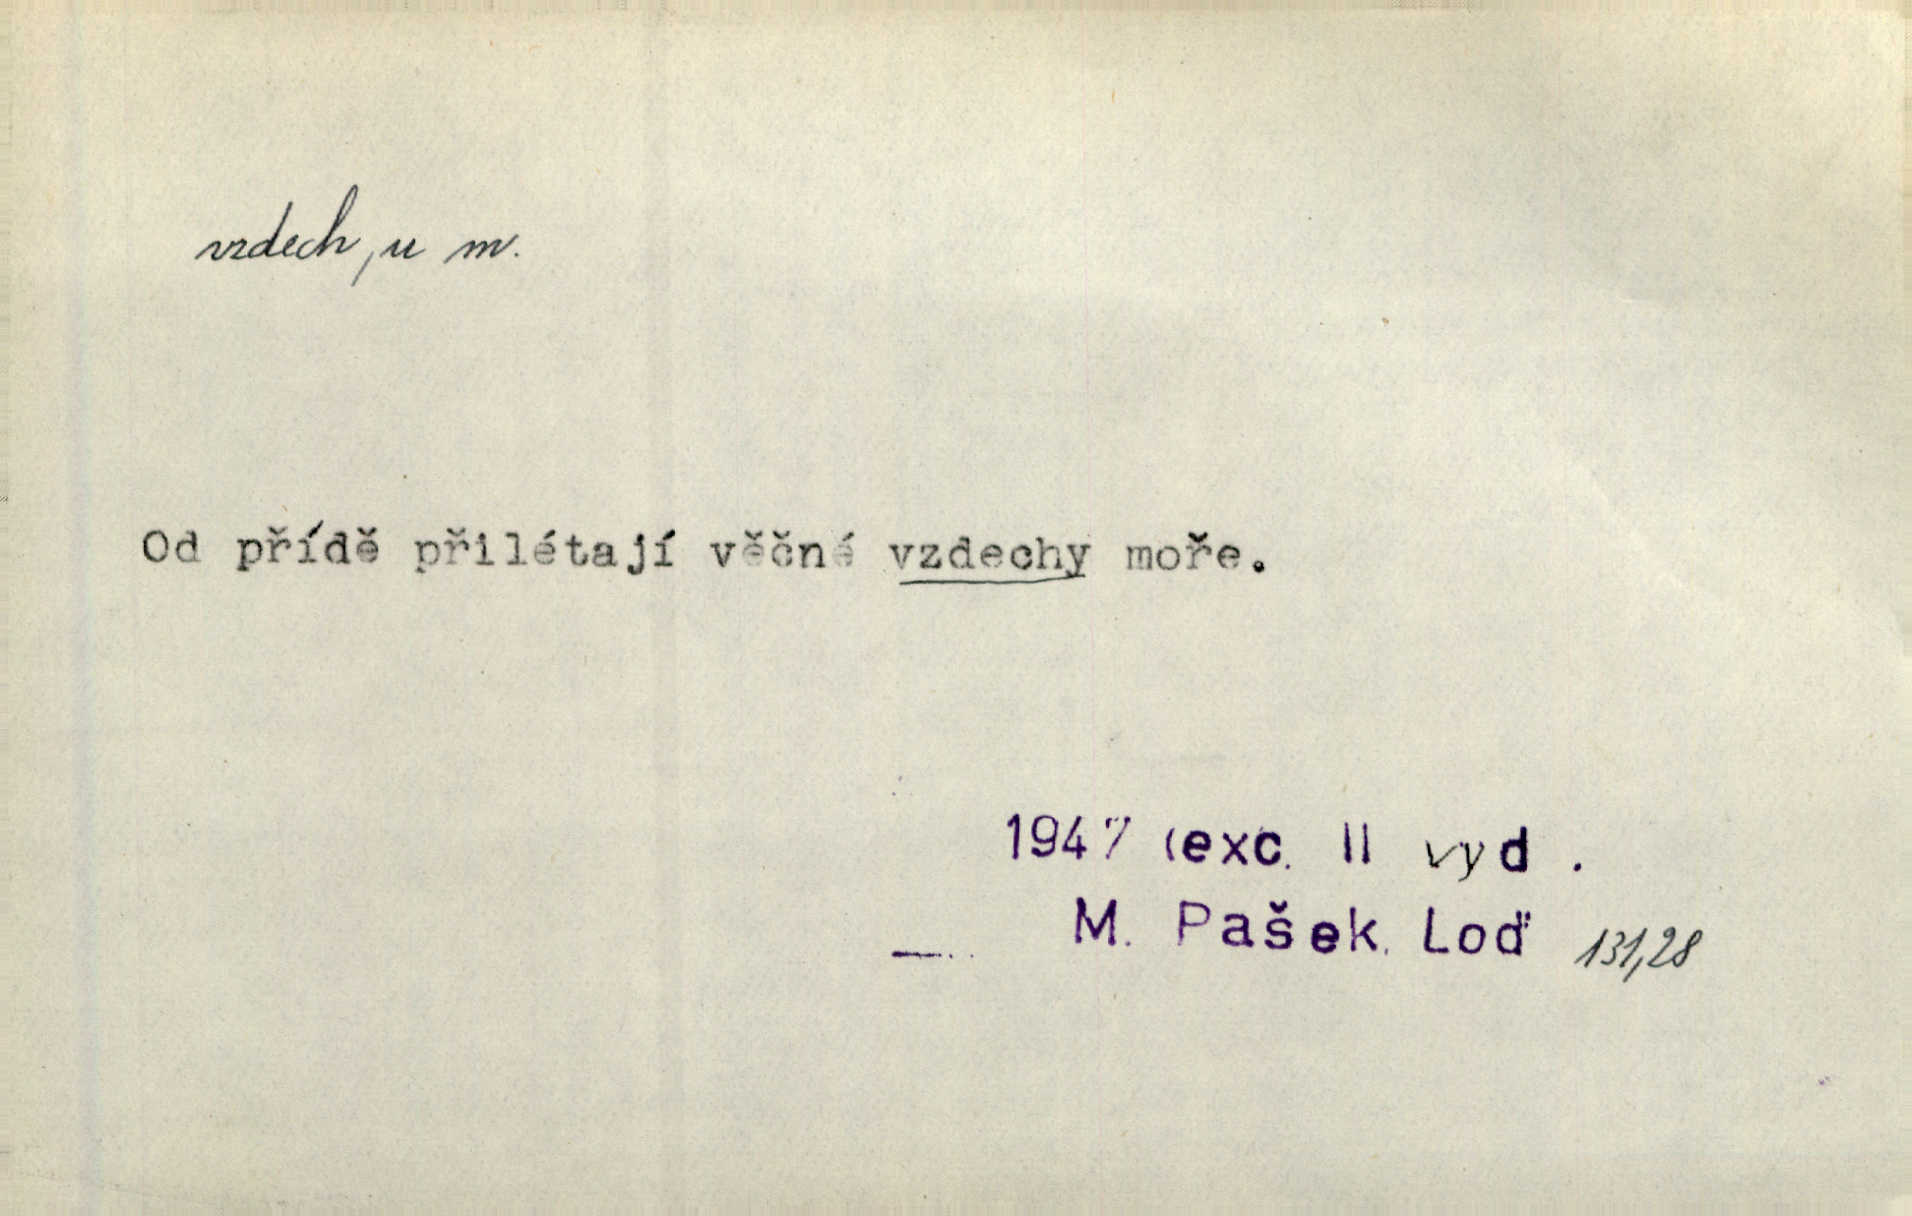 vzdech, u m.
Od přídě přilétají věčné vzdechy moře.
1947 (exc. II vyd .
M. Pašek. Loď 131,28